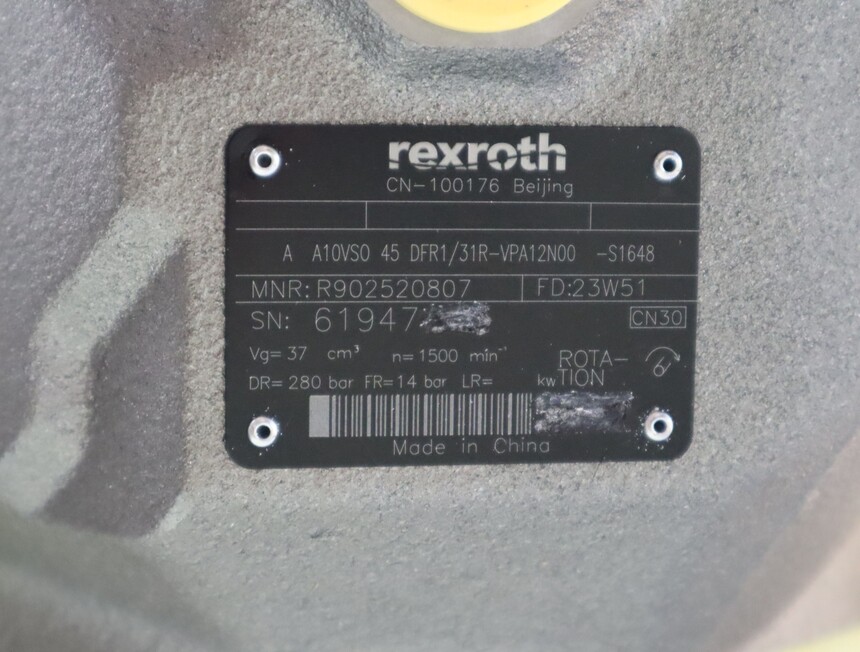 rexroth
CN-100176 Beijing
A A10VSO 45 DFR1/31R-VPA12N00 -S1648
MNR: R902520807 FD:23W51
SN: 61947
CN30
Vg= 37 cm³ n= 1500 min⁻¹ ROTA-
DR= 280 bar FR= 14 bar LR= kw TION
Made in China